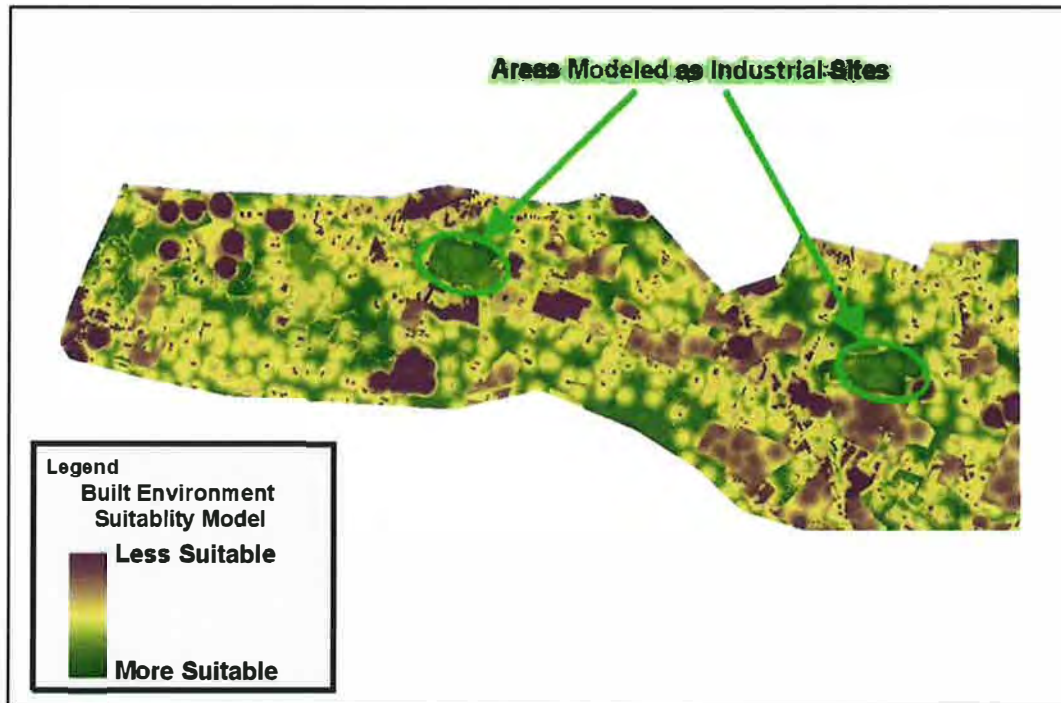 Areas Modeled as Industrial Sites
Legend
Built Environment
Suitablity Model
Less Suitable
More Suitable